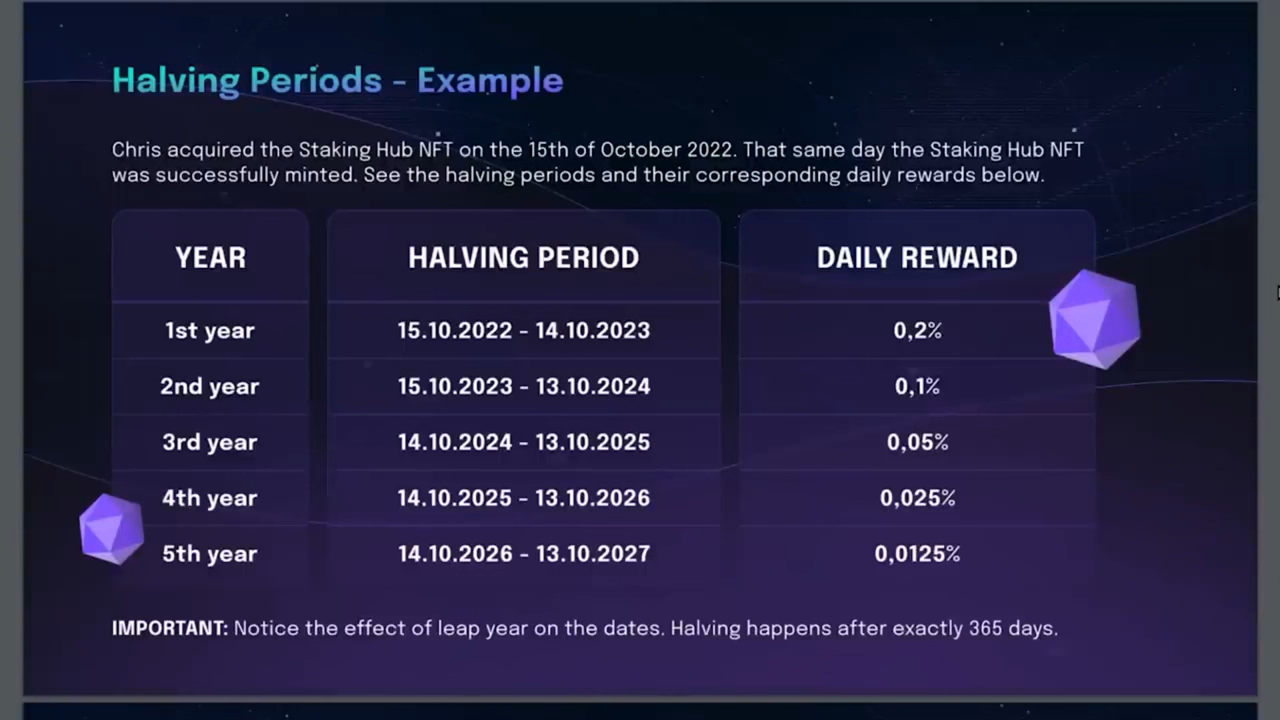 Halving Periods - Example
Chris acquired the Staking Hub NFT on the 15th of October 2022. That same day the Staking Hub NFT
was successfully minted. See the halving periods and their corresponding daily rewards below.
YEAR HALVING PERIOD DAILY REWARD
1st year 15.10.2022 - 14.10.2023 0,2%
2nd year 15.10.2023 - 13.10.2024 0,1%
3rd year 14.10.2024 - 13.10.2025 0,05%
4th year 14.10.2025 - 13.10.2026 0,025%
5th year 14.10.2026 - 13.10.2027 0,0125%
IMPORTANT: Notice the effect of leap year on the dates. Halving happens after exactly 365 days.